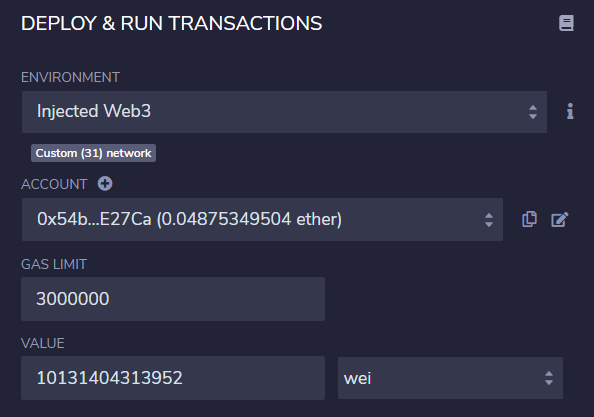 DEPLOY & RUN TRANSACTIONS
ENVIRONMENT
Injected Web3
Custom (31) network
ACCOUNT
0x54b...E27Ca (0.04875349504 ether)
GAS LIMIT
3000000
VALUE
10131404313952 wei